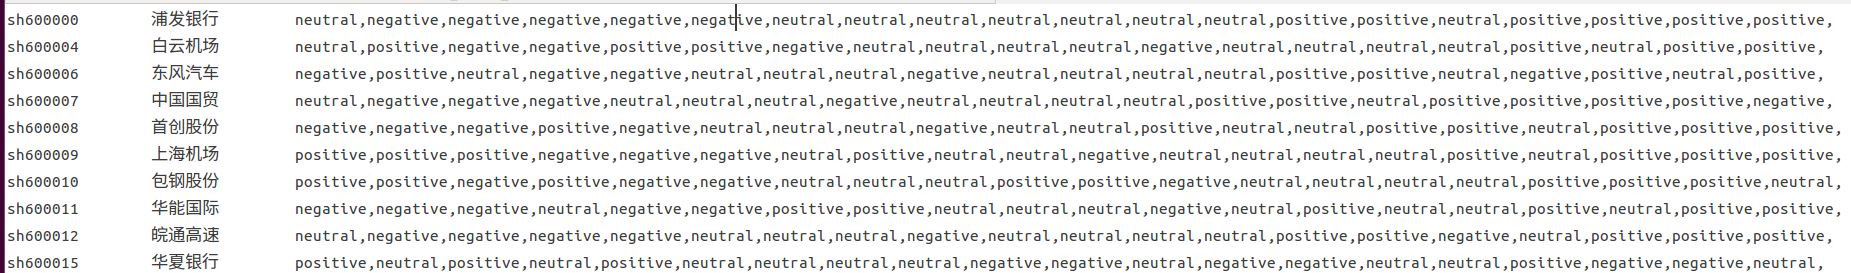 sh600000 浦发银行 neutral,negative,negative,negative,negative,negative,neutral,neutral,neutral,neutral,neutral,neutral,neutral,positive,positive,neutral,positive,positive,positive,positive,
sh600004 白云机场 neutral,positive,negative,negative,positive,positive,negative,neutral,neutral,neutral,neutral,negative,neutral,neutral,neutral,neutral,positive,neutral,positive,positive,
sh600006 东风汽车 negative,positive,neutral,negative,negative,neutral,neutral,neutral,negative,neutral,neutral,neutral,neutral,positive,positive,neutral,negative,positive,neutral,positive,
sh600007 中国国贸 neutral,negative,negative,negative,neutral,neutral,neutral,negative,neutral,neutral,neutral,neutral,positive,positive,neutral,positive,positive,positive,positive,negative,
sh600008 首创股份 negative,negative,negative,positive,negative,neutral,neutral,neutral,negative,neutral,neutral,positive,neutral,neutral,positive,positive,neutral,positive,positive,positive,
sh600009 上海机场 positive,positive,positive,negative,negative,negative,neutral,positive,neutral,neutral,negative,neutral,neutral,neutral,neutral,positive,neutral,positive,positive,positive,
sh600010 包钢股份 positive,positive,negative,positive,negative,negative,neutral,neutral,neutral,positive,positive,negative,neutral,neutral,neutral,neutral,positive,positive,positive,neutral,
sh600011 华能国际 negative,negative,negative,neutral,negative,negative,positive,positive,neutral,neutral,neutral,negative,neutral,positive,neutral,neutral,positive,neutral,positive,positive,
sh600012 皖通高速 neutral,negative,negative,negative,negative,neutral,neutral,neutral,negative,neutral,neutral,neutral,neutral,positive,positive,negative,neutral,positive,positive,positive,
sh600015 华夏银行 positive,neutral,positive,neutral,positive,neutral,neutral,neutral,neutral,negative,negative,neutral,negative,negative,neutral,neutral,positive,negative,negative,neutral,